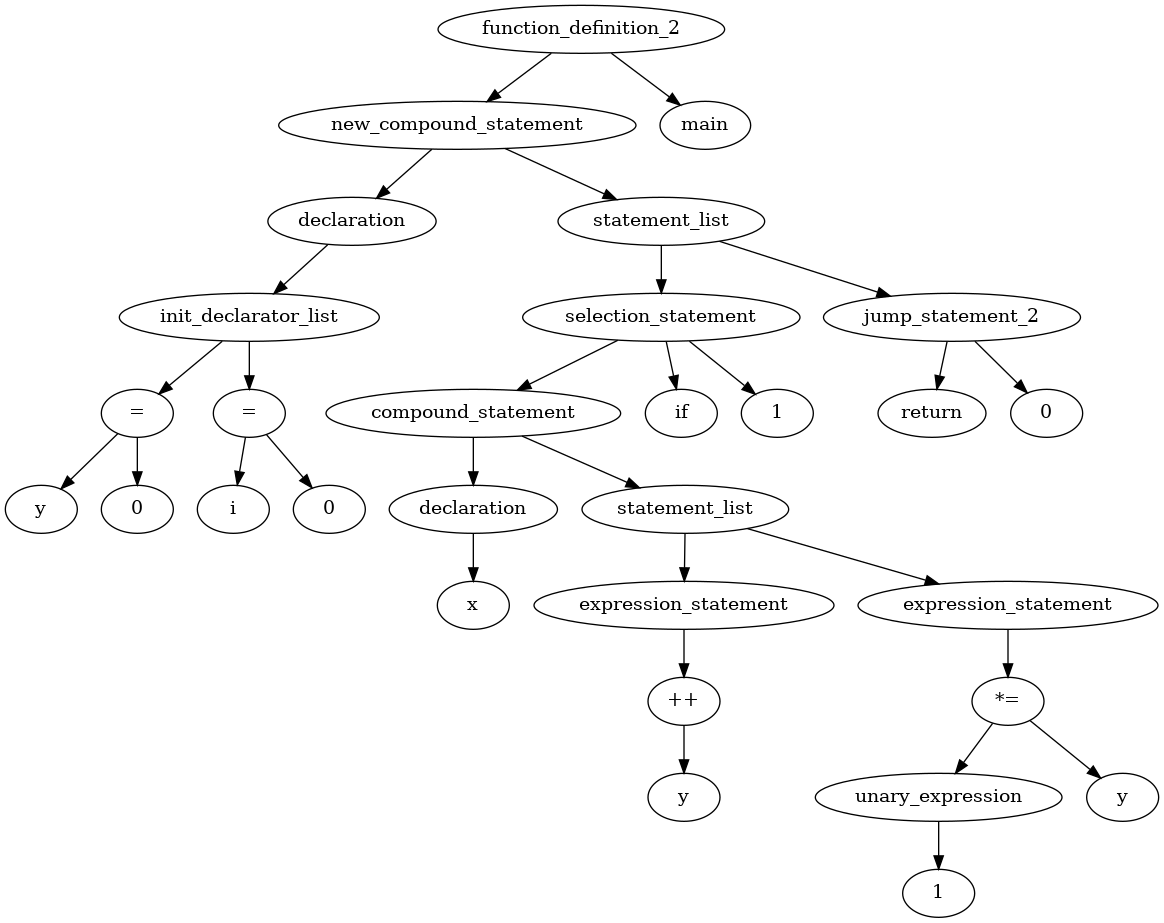 function_definition_2
new_compound_statement
main
declaration
statement_list
init_declarator_list
selection_statement
jump_statement_2
=
=
compound_statement
if
1
return
0
y
0
i
0
declaration
statement_list
x
expression_statement
expression_statement
++
*=
y
unary_expression
y
1